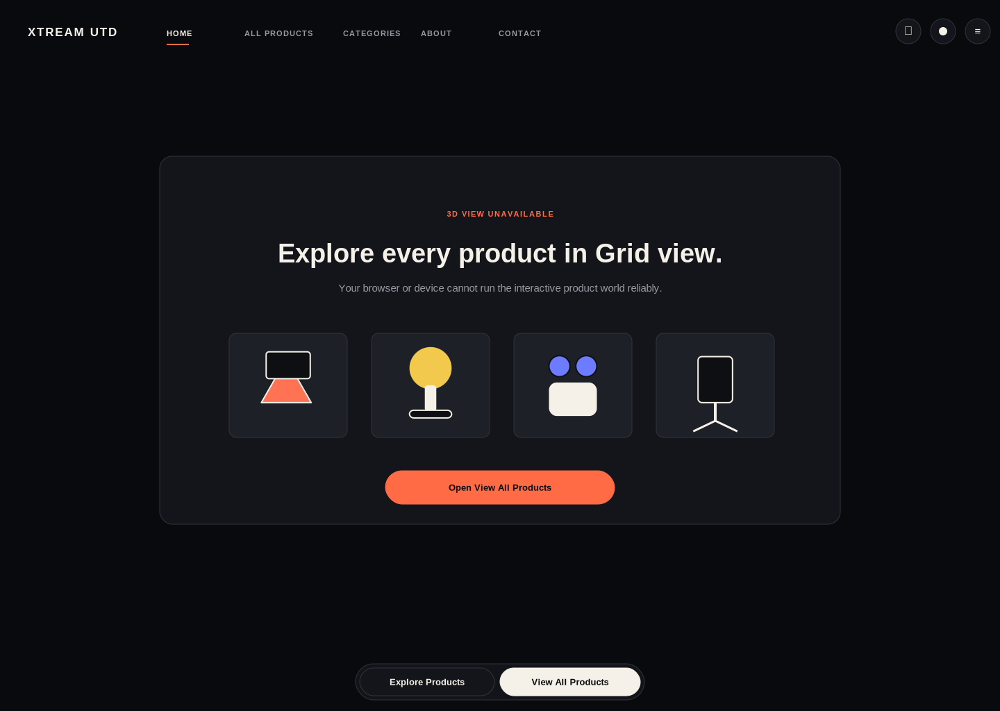 XTREAM UTD
HOME
ALL PRODUCTS
CATEGORIES
ABOUT
CONTACT
3D VIEW UNAVAILABLE
Explore every product in Grid view.
Your browser or device cannot run the interactive product world reliably.
Open View All Products
Explore Products
View All Products